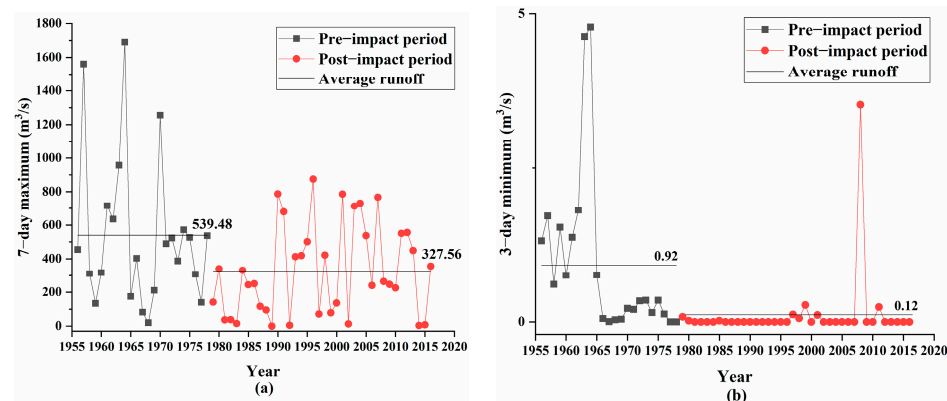 7−day maximum (m³/s)
1800
1600
1400
1200
1000
800
600
400
200
0
Pre−impact period
Post−impact period
Average runoff
539.48
327.56
1955 1960 1965 1970 1975 1980 1985 1990 1995 2000 2005 2010 2015 2020
Year
(a)
3−day minimum (m³/s)
5
0
Pre−impact period
Post−impact period
Average runoff
0.92
0.12
1955 1960 1965 1970 1975 1980 1985 1990 1995 2000 2005 2010 2015 2020
Year
(b)